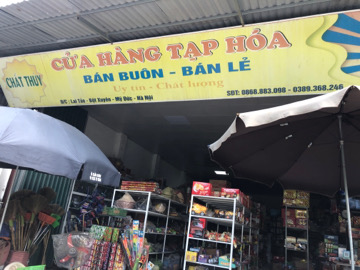 CHÁT THUY
CỬA HÀNG TẠP HÓA
BÁN BUÔN - BÁN LẺ
Uy tín - Chất lượng
Đ/C : Lai Tảo - Bột Xuyên - Mỹ Đức - Hà Nội
SĐT: 0868.883.098 - 0389.368.246